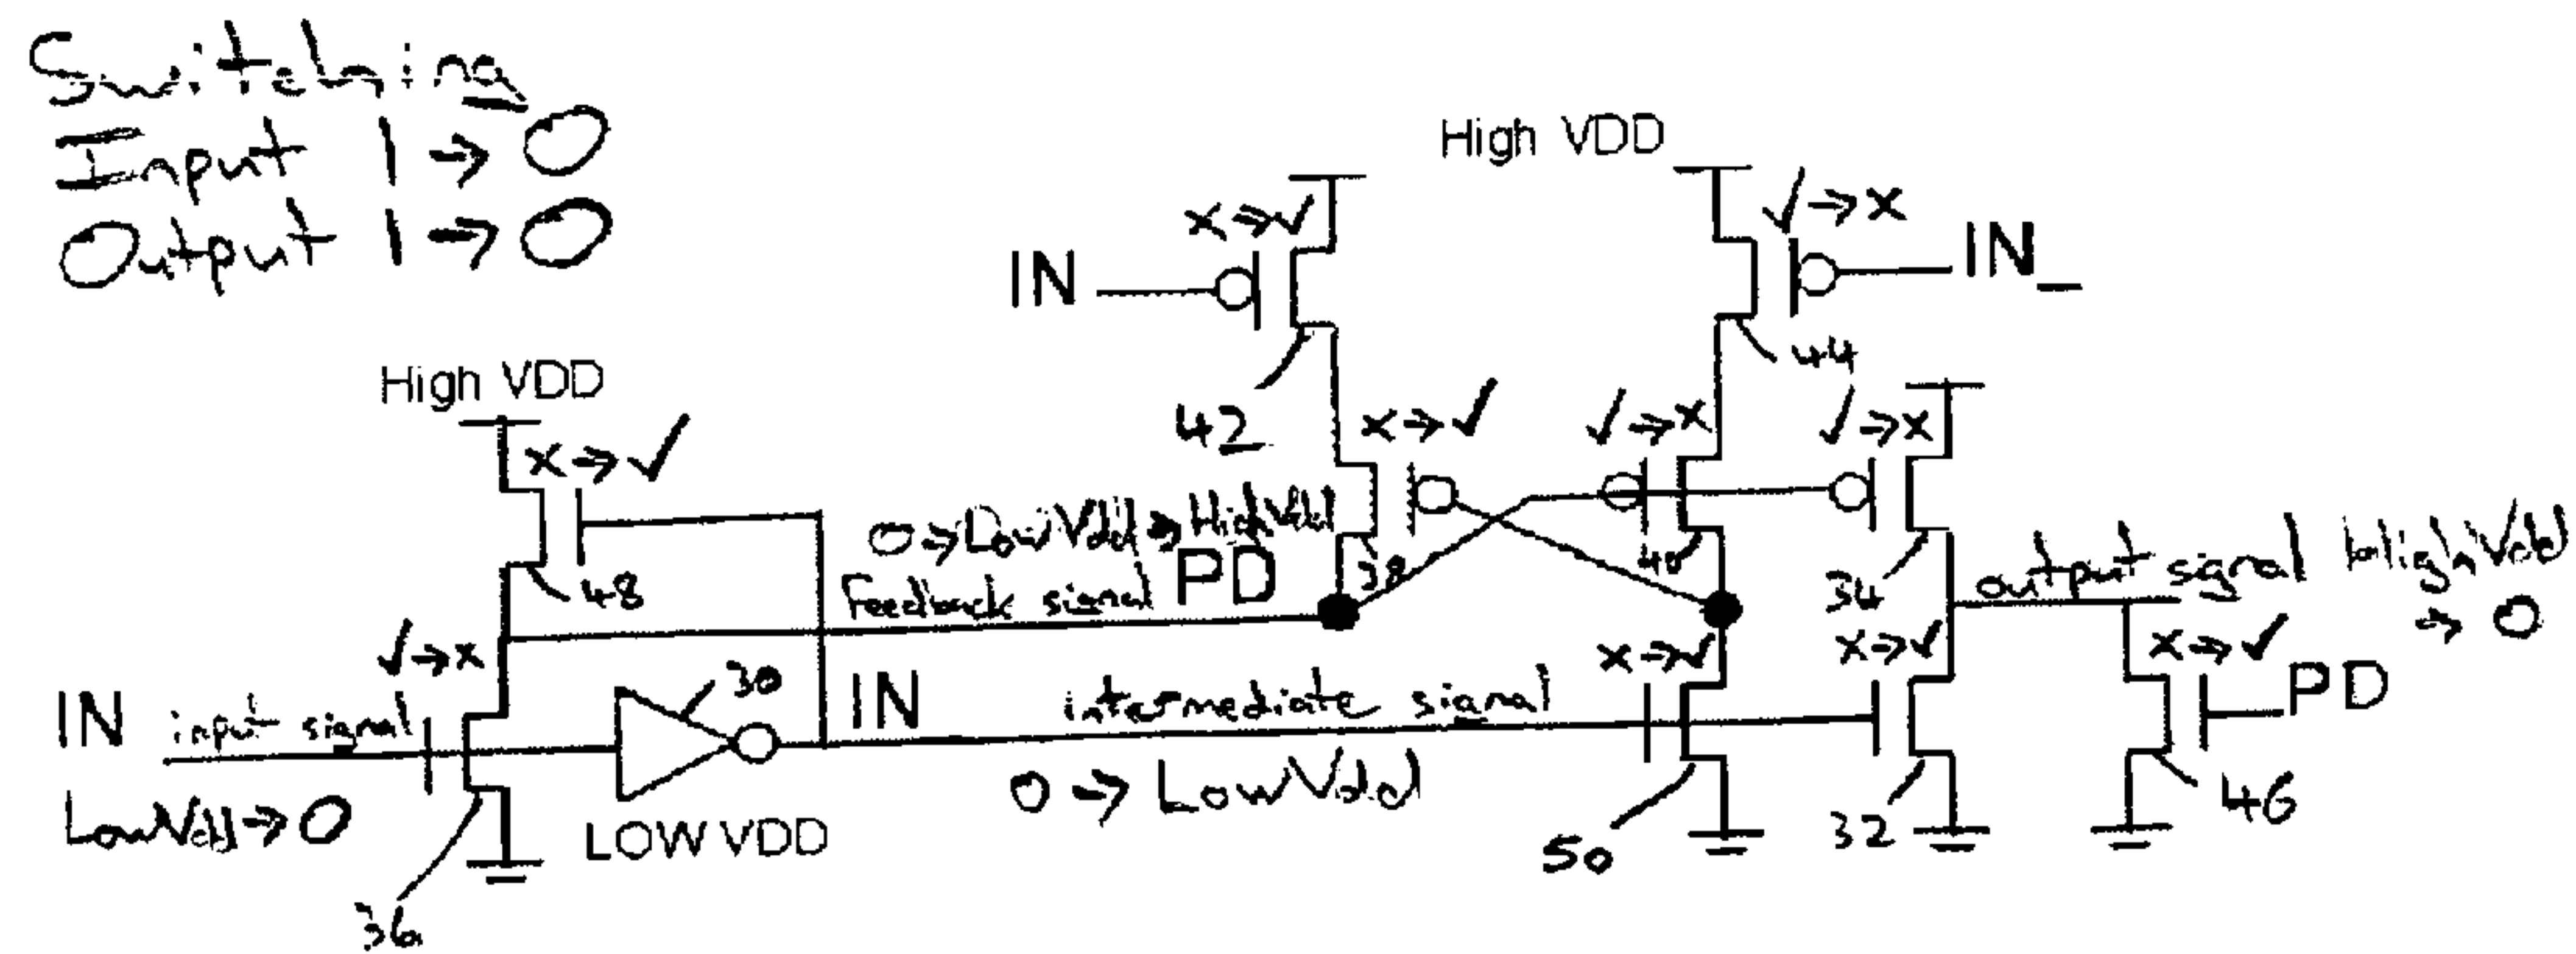 Switching
Input 1 → 0
Output 1 → 0
High VDD
x → ✓
✓ → x
IN
IN_
44
High VDD
42
x → ✓
✓ → x
✓ → x
x → ✓
0 → LowVdd → HighVdd
38
40
34
48
feedback signal PD
output signal HighVdd
→ 0
✓ → x
x → ✓
x → ✓
x → ✓
30
IN input signal
IN
intermediate signal
PD
LowVdd → 0
LOW VDD
0 → LowVdd
46
32
50
36